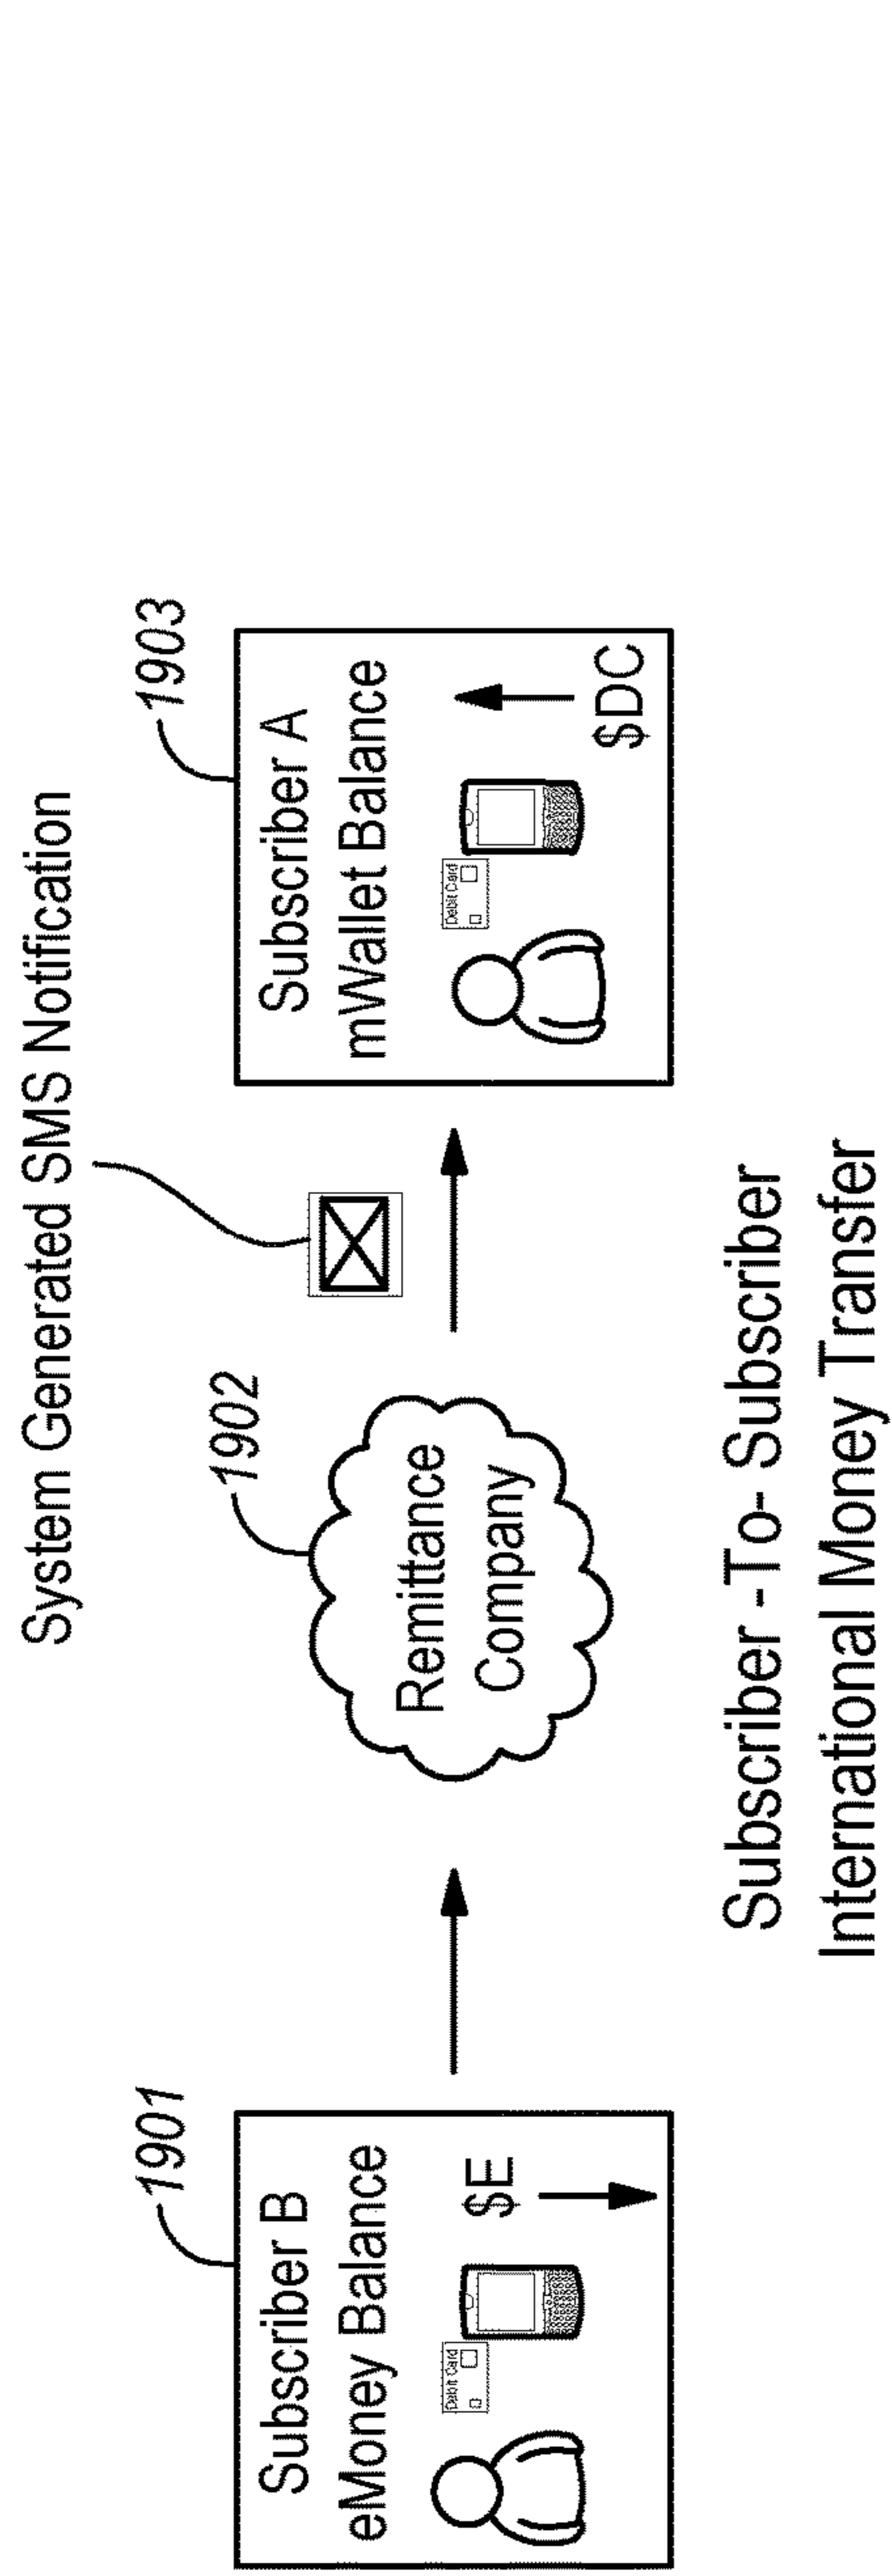 System Generated SMS Notification
1901
Subscriber B
eMoney Balance
Debit Card
$E
1902
Remittance
Company
1903
Subscriber A
mWallet Balance
Debit Card
$DC
Subscriber -To- Subscriber
International Money Transfer